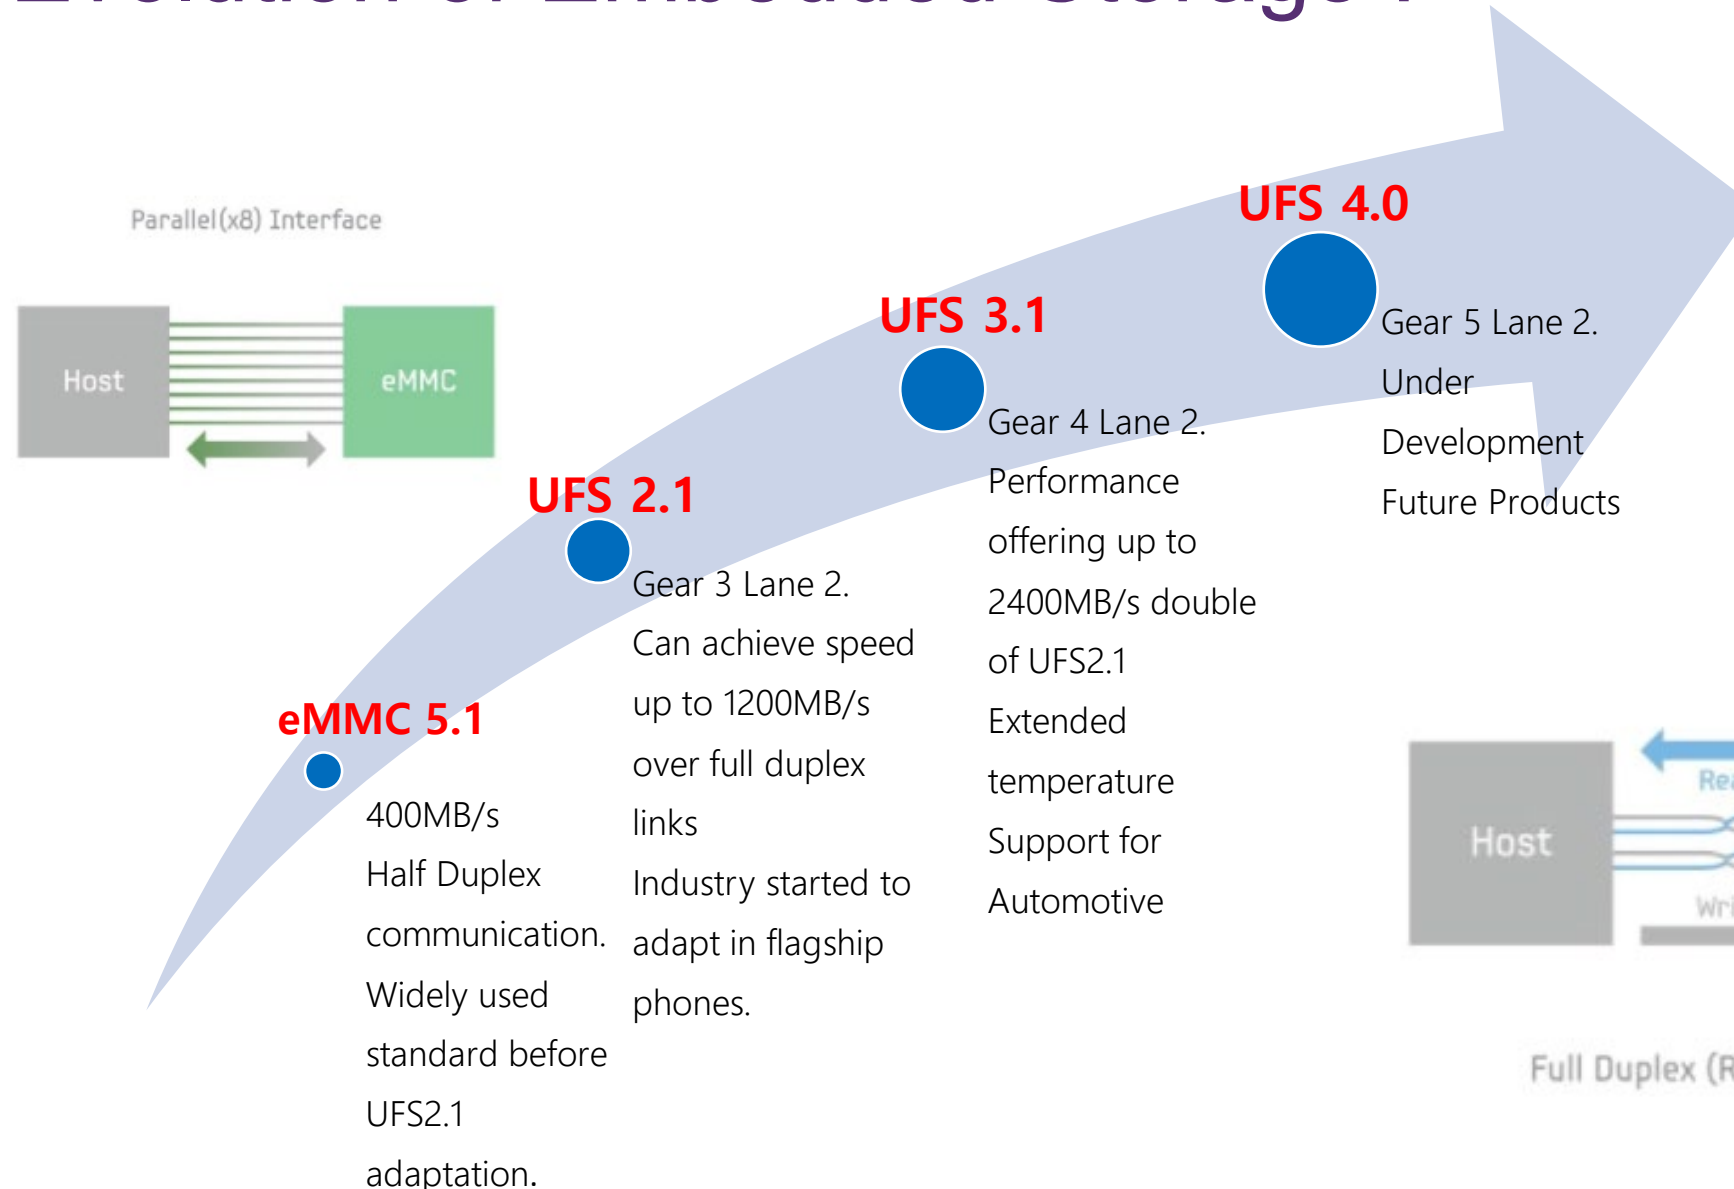 Evolution of Embedded Storage :
Parallel(x8) Interface
Host
eMMC
eMMC 5.1
400MB/s
Half Duplex
communication.
Widely used
standard before
UFS2.1
adaptation.
UFS 2.1
Gear 3 Lane 2.
Can achieve speed
up to 1200MB/s
over full duplex
links
Industry started to
adapt in flagship
phones.
UFS 3.1
Gear 4 Lane 2.
Performance
offering up to
2400MB/s double
of UFS2.1
Extended
temperature
Support for
Automotive
UFS 4.0
Gear 5 Lane 2.
Under
Development
Future Products
Host
Full Duplex